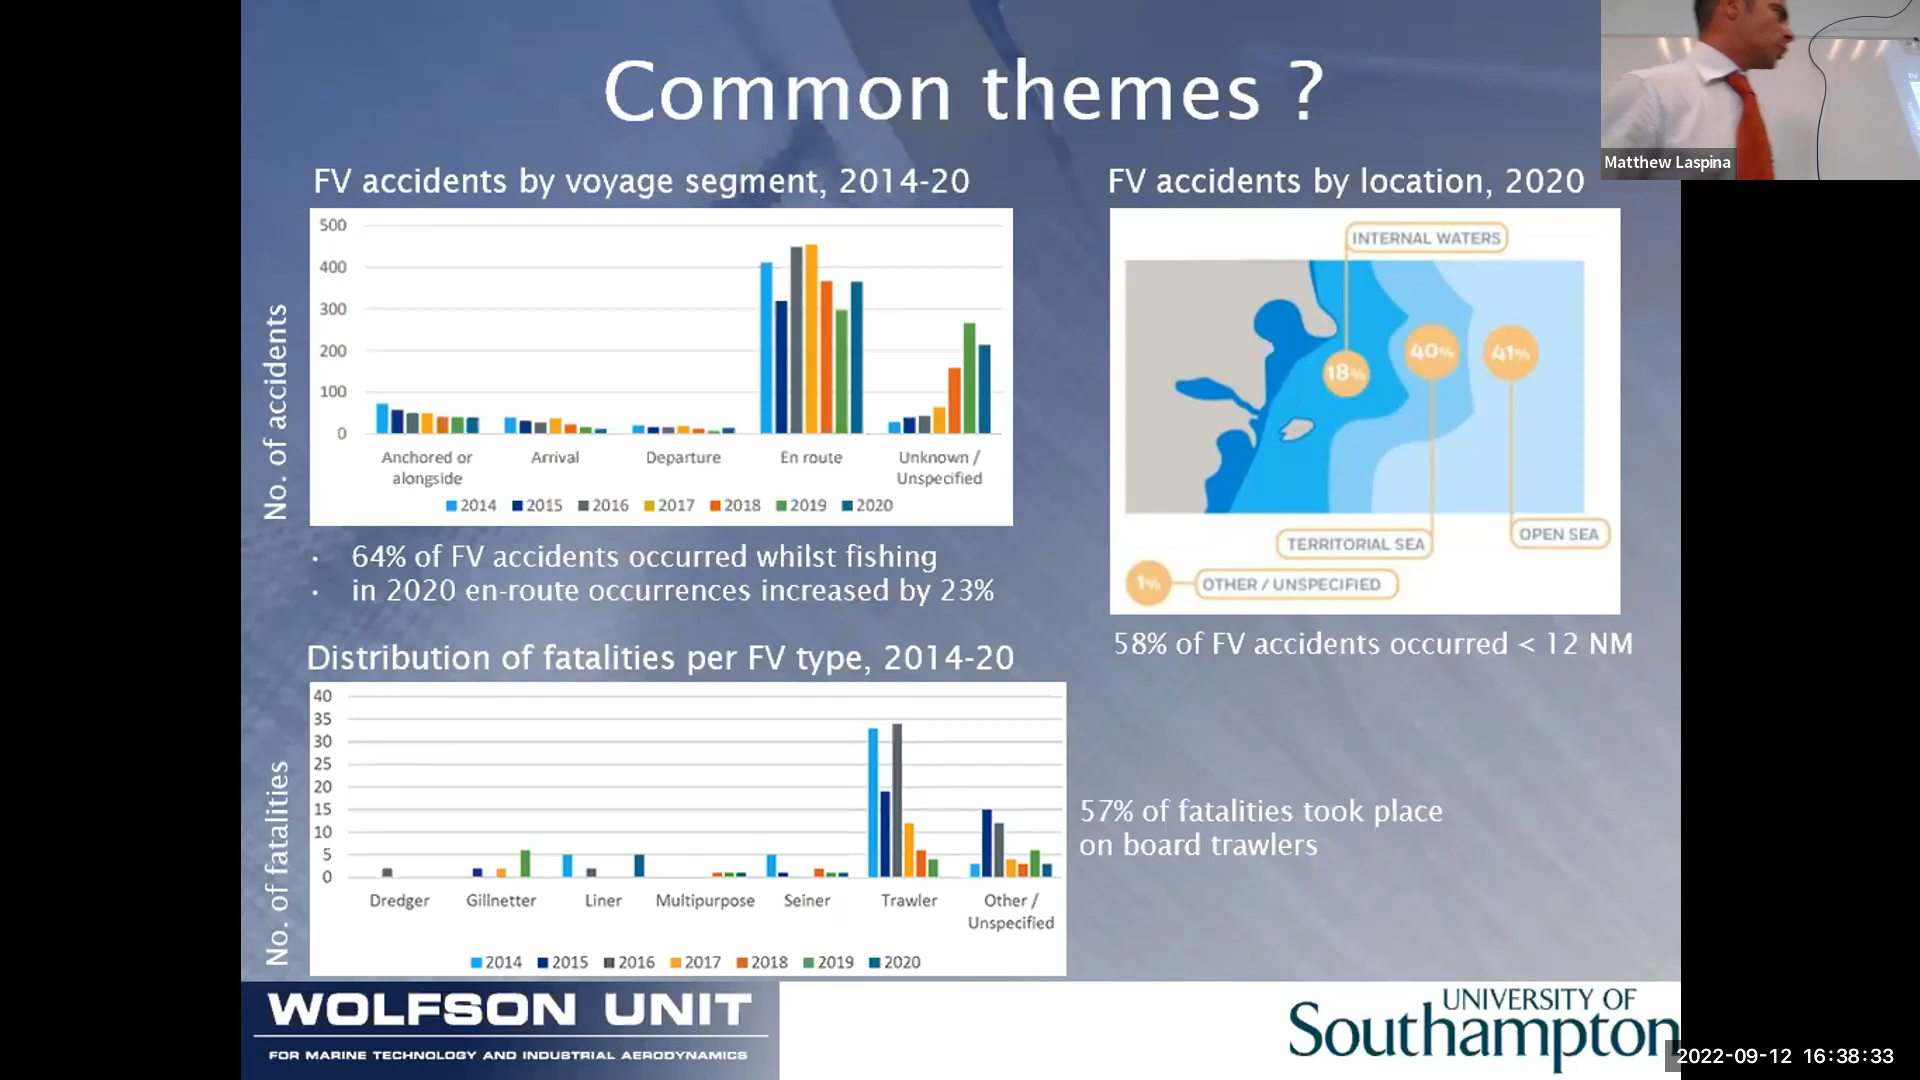 Common themes ?
Matthew Laspina
FV accidents by voyage segment, 2014-20
No. of accidents
500
400
300
200
100
0
Anchored or
alongside
Arrival
Departure
En route
Unknown /
Unspecified
2014 2015 2016 2017 2018 2019 2020
· 64% of FV accidents occurred whilst fishing
· in 2020 en-route occurrences increased by 23%
FV accidents by location, 2020
INTERNAL WATERS
18%
40%
41%
TERRITORIAL SEA
OPEN SEA
1% OTHER / UNSPECIFIED
58% of FV accidents occurred < 12 NM
Distribution of fatalities per FV type, 2014-20
No. of fatalities
40
35
30
25
20
15
10
5
0
Dredger
Gillnetter
Liner
Multipurpose
Seiner
Trawler
Other /
Unspecified
2014 2015 2016 2017 2018 2019 2020
57% of fatalities took place
on board trawlers
WOLFSON UNIT
FOR MARINE TECHNOLOGY AND INDUSTRIAL AERODYNAMICS
UNIVERSITY OF
Southampton
2022-09-12 16:38:33